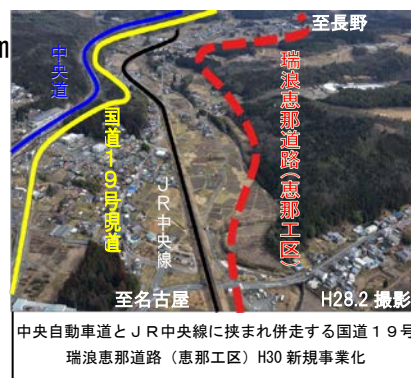 m
至長野
中央道
瑞浪恵那道路(恵那工区)
国道１９号現道
ＪＲ中央線
至名古屋
H28.2 撮影
中央自動車道とＪＲ中央線に挟まれ併走する国道１９号
瑞浪恵那道路（恵那工区）H30 新規事業化